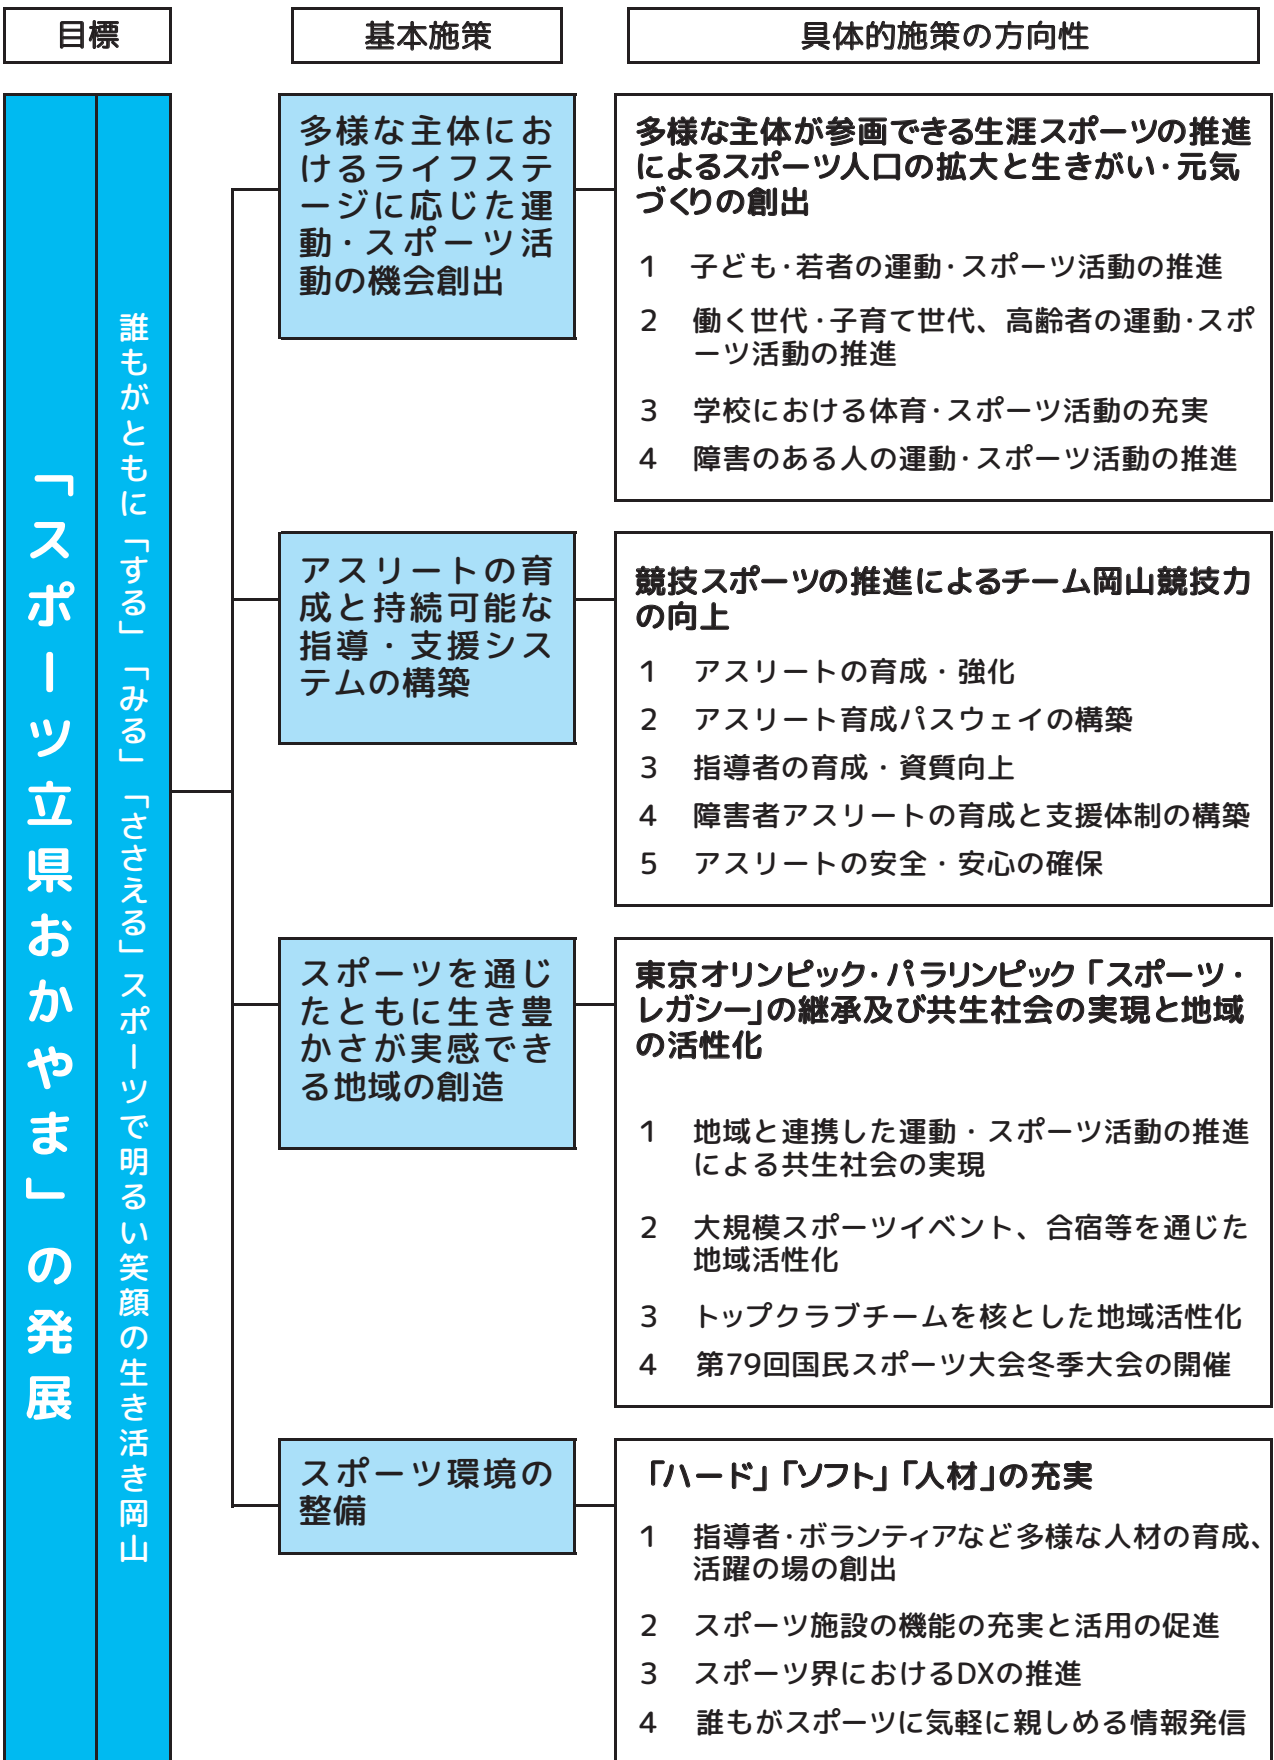 目標
基本施策
具体的施策の方向性
「スポーツ立県おかやま」の発展
誰もがともに「する」「みる」「ささえる」スポーツで明るい笑顔の生き活き岡山
多様な主体にお
けるライフステ
ージに応じた運
動・スポーツ活
動の機会創出
多様な主体が参画できる生涯スポーツの推進
によるスポーツ人口の拡大と生きがい・元気
づくりの創出
1 子ども・若者の運動・スポーツ活動の推進
2 働く世代・子育て世代、高齢者の運動・スポ
ーツ活動の推進
3 学校における体育・スポーツ活動の充実
4 障害のある人の運動・スポーツ活動の推進
アスリートの育
成と持続可能な
指導・支援シス
テムの構築
競技スポーツの推進によるチーム岡山競技力
の向上
1 アスリートの育成・強化
2 アスリート育成パスウェイの構築
3 指導者の育成・資質向上
4 障害者アスリートの育成と支援体制の構築
5 アスリートの安全・安心の確保
スポーツを通じ
たともに生き豊
かさが実感でき
る地域の創造
東京オリンピック・パラリンピック「スポーツ・
レガシー」の継承及び共生社会の実現と地域
の活性化
1 地域と連携した運動・スポーツ活動の推進
による共生社会の実現
2 大規模スポーツイベント、合宿等を通じた
地域活性化
3 トップクラブチームを核とした地域活性化
4 第79回国民スポーツ大会冬季大会の開催
スポーツ環境の
整備
「ハード」「ソフト」「人材」の充実
1 指導者・ボランティアなど多様な人材の育成、
活躍の場の創出
2 スポーツ施設の機能の充実と活用の促進
3 スポーツ界におけるDXの推進
4 誰もがスポーツに気軽に親しめる情報発信